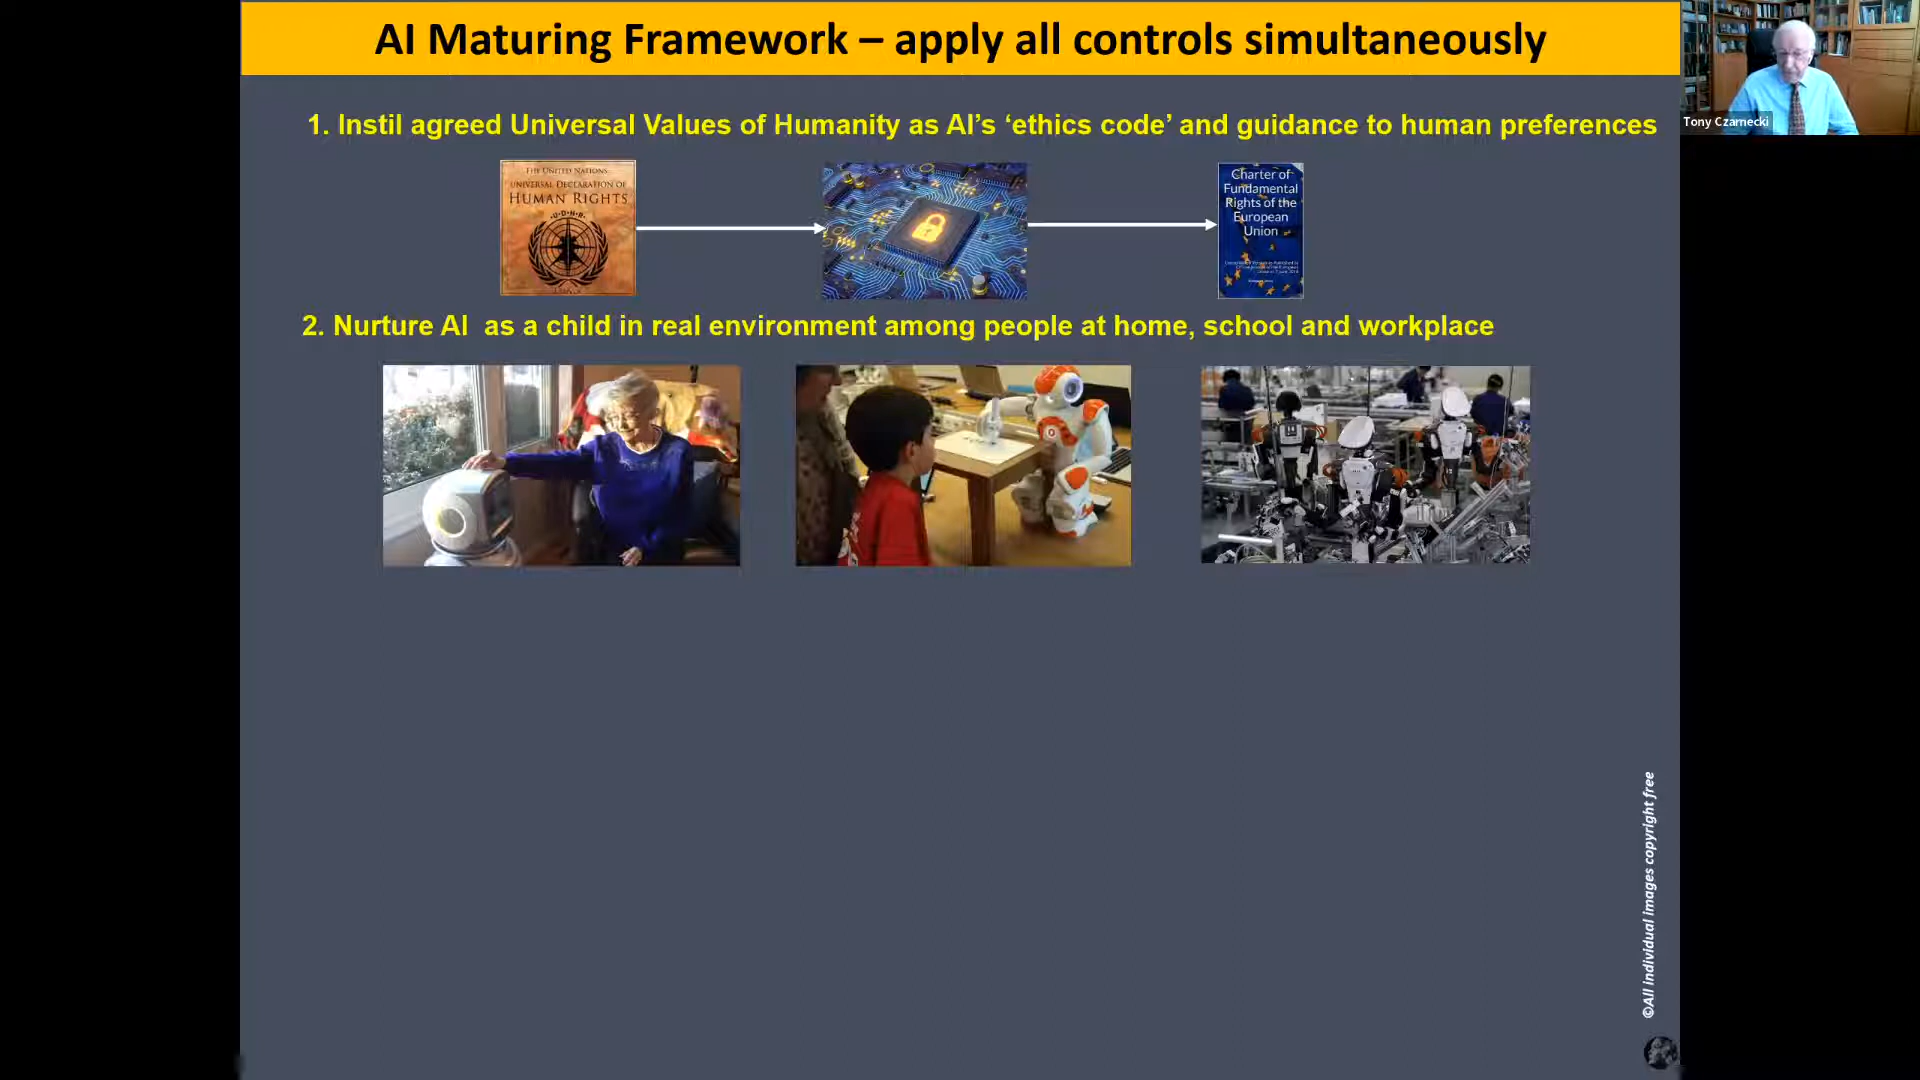 AI Maturing Framework – apply all controls simultaneously
Tony Czarnecki
1. Instil agreed Universal Values of Humanity as AI’s ‘ethics code’ and guidance to human preferences
THE UNITED NATIONS
UNIVERSAL DECLARATION OF
HUMAN RIGHTS
Charter of
Fundamental
Rights of the
European
Union
2. Nurture AI as a child in real environment among people at home, school and workplace
©All individual images copyright free